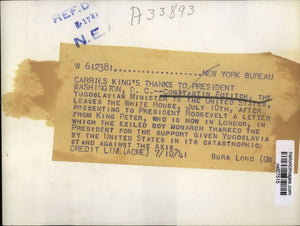 A33893
REF.D
N.E.
W 612381 ............ NEW YORK BUREAU
CARRIES KING'S THANKS TO PRESIDENT
WASHINGTON, D. C.--CONSTANTIN FOTITCH, THE
YUGOSLAVIAN MINISTER TO THE UNITED STATES,
LEAVES THE WHITE HOUSE, JULY 10TH, AFTER
PRESENTING TO PRESIDENT ROOSEVELT A LETTER
FROM KING PETER, WHO IS NOW IN LONDON, IN
WHICH THE EXILED BOY MONARCH THANKED THE
PRESIDENT FOR THE SUPPORT GIVEN YUGOSLAVIA
BY THE UNITED STATES IN ITS CATASTROPHIC
STAND AGAINST THE AXIS.
CREDIT LINE (ACME) 7/10/41 BURS LOND (GM